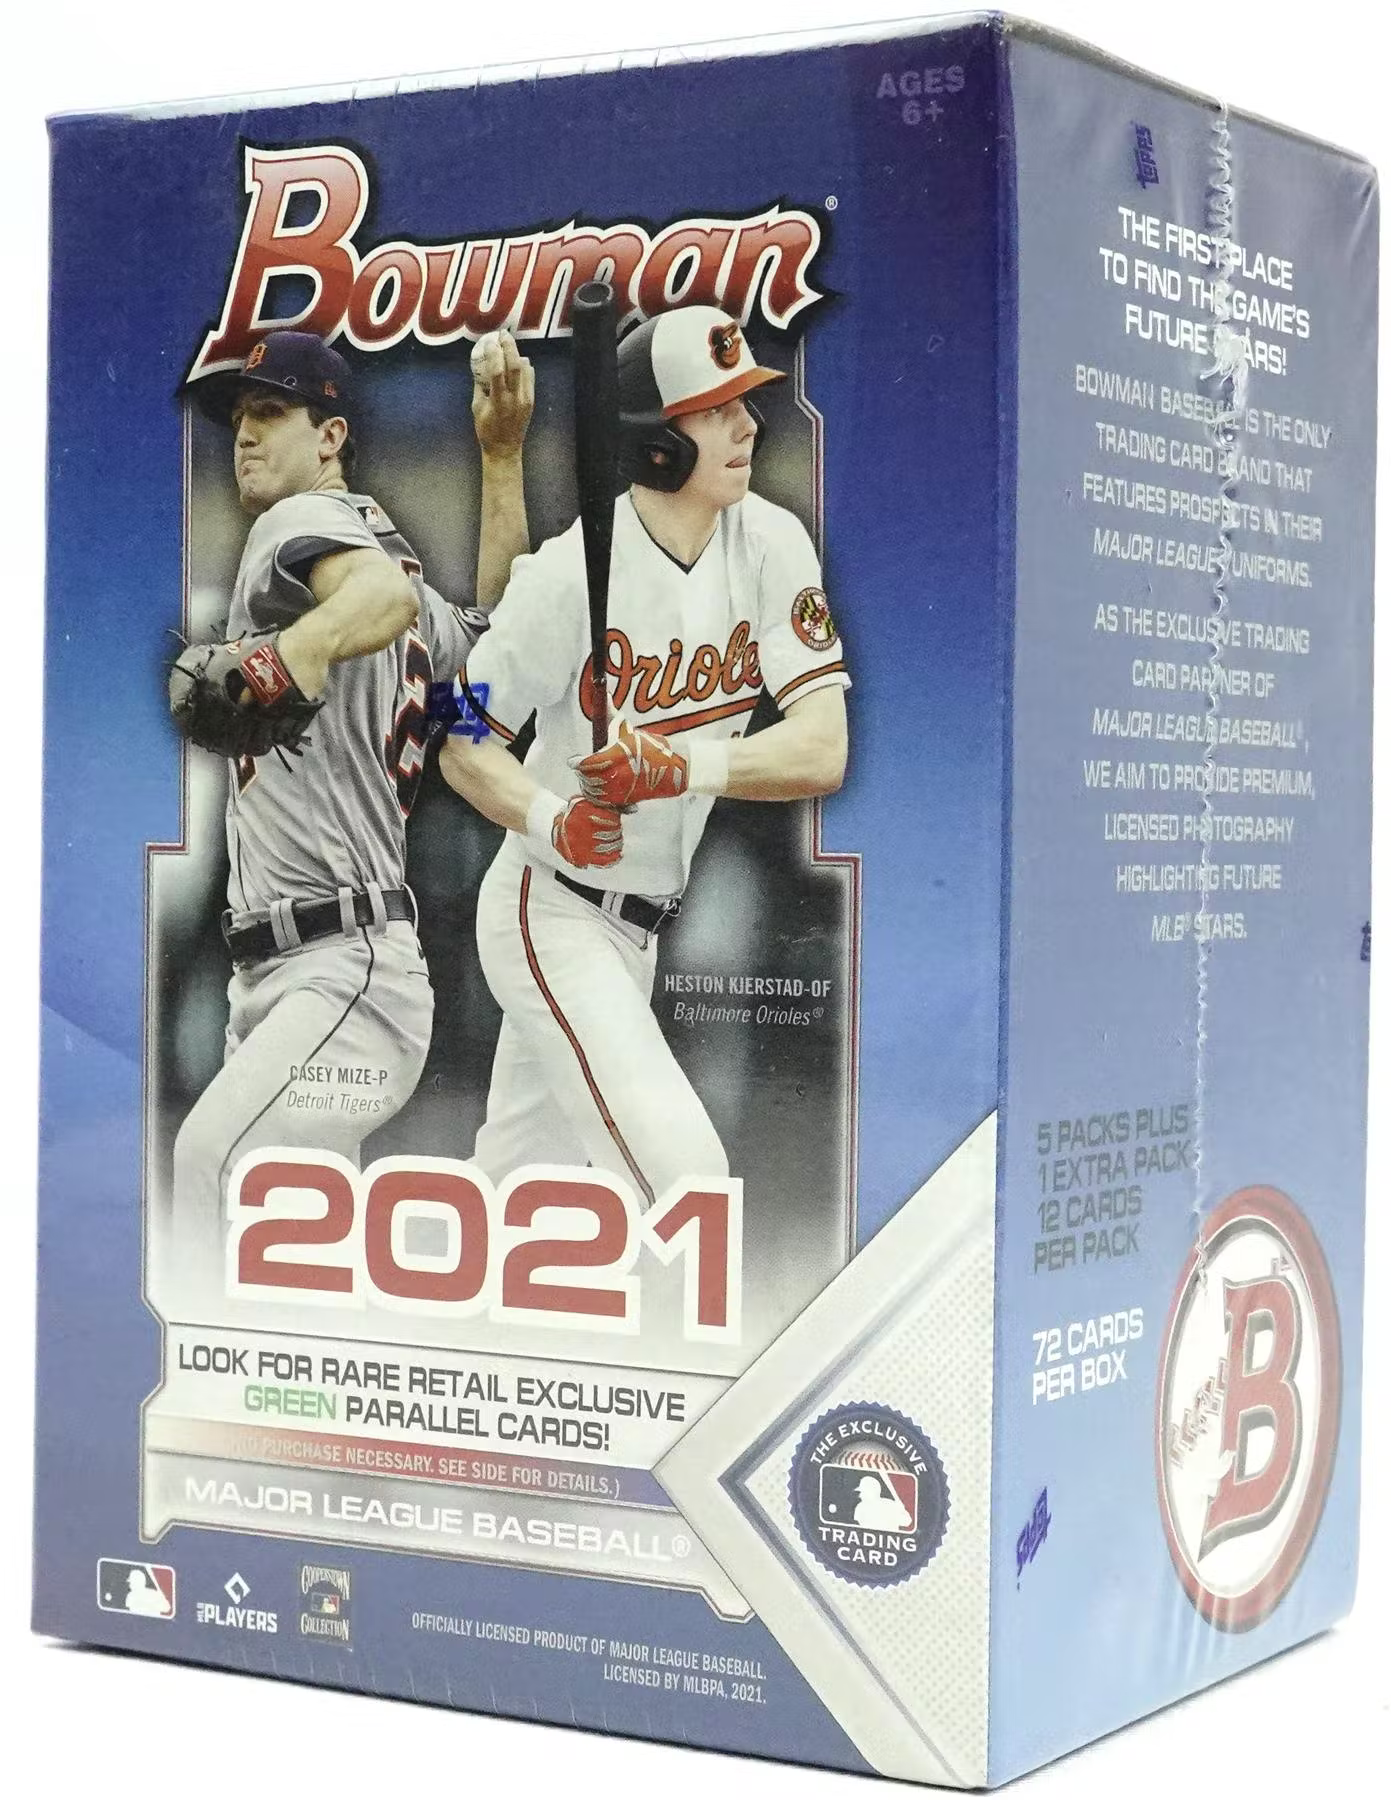 AGES
6+
Bowman®
HESTON KJERSTAD-OF
Baltimore Orioles®
CASEY MIZE-P
Detroit Tigers®
Orioles
2021
LOOK FOR RARE RETAIL EXCLUSIVE
GREEN PARALLEL CARDS!
PURCHASE NECESSARY. SEE SIDE FOR DETAILS.)
MAJOR LEAGUE BASEBALL®
THE EXCLUSIVE
TRADING
CARD
PLAYERS
COOPERSTOWN
COLLECTION
OFFICIALLY LICENSED PRODUCT OF MAJOR LEAGUE BASEBALL.
LICENSED BY MLBPA, 2021.
topps
THE FIRST PLACE
TO FIND THE GAME'S
FUTURE STARS!
BOWMAN BASEBALL IS THE ONLY
TRADING CARD BRAND THAT
FEATURES PROSPECTS IN THEIR
MAJOR LEAGUE UNIFORMS.
AS THE EXCLUSIVE TRADING
CARD PARTNER OF
MAJOR LEAGUE BASEBALL®,
WE AIM TO PROVIDE PREMIUM,
LICENSED PHOTOGRAPHY
HIGHLIGHTING FUTURE
MLB® STARS.
5 PACKS PLUS
1 EXTRA PACK
12 CARDS
PER PACK
72 CARDS
PER BOX
B